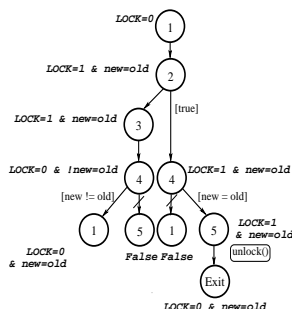 LOCK=0
1
LOCK=1 & new=old
2
[true]
LOCK=1 & new=old
3
LOCK=0 & !new=old
4
4
LOCK=1 & new=old
[new != old]
[new = old]
1
5
1
5
LOCK=1
& new=old
LOCK=0
& new=old
False
False
unlock()
Exit
LOCK=0 & new=old